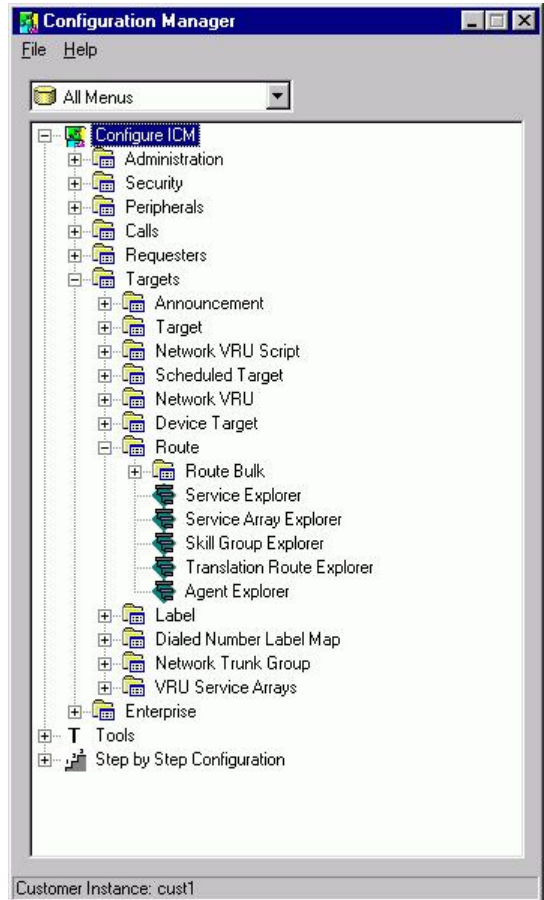 Configuration Manager
File Help
All Menus
Configure ICM
Administration
Security
Peripherals
Calls
Requesters
Targets
Announcement
Target
Network VRU Script
Scheduled Target
Network VRU
Device Target
Route
Route Bulk
Service Explorer
Service Array Explorer
Skill Group Explorer
Translation Route Explorer
Agent Explorer
Label
Dialed Number Label Map
Network Trunk Group
VRU Service Arrays
Enterprise
T Tools
Step by Step Configuration
Customer Instance: cust1